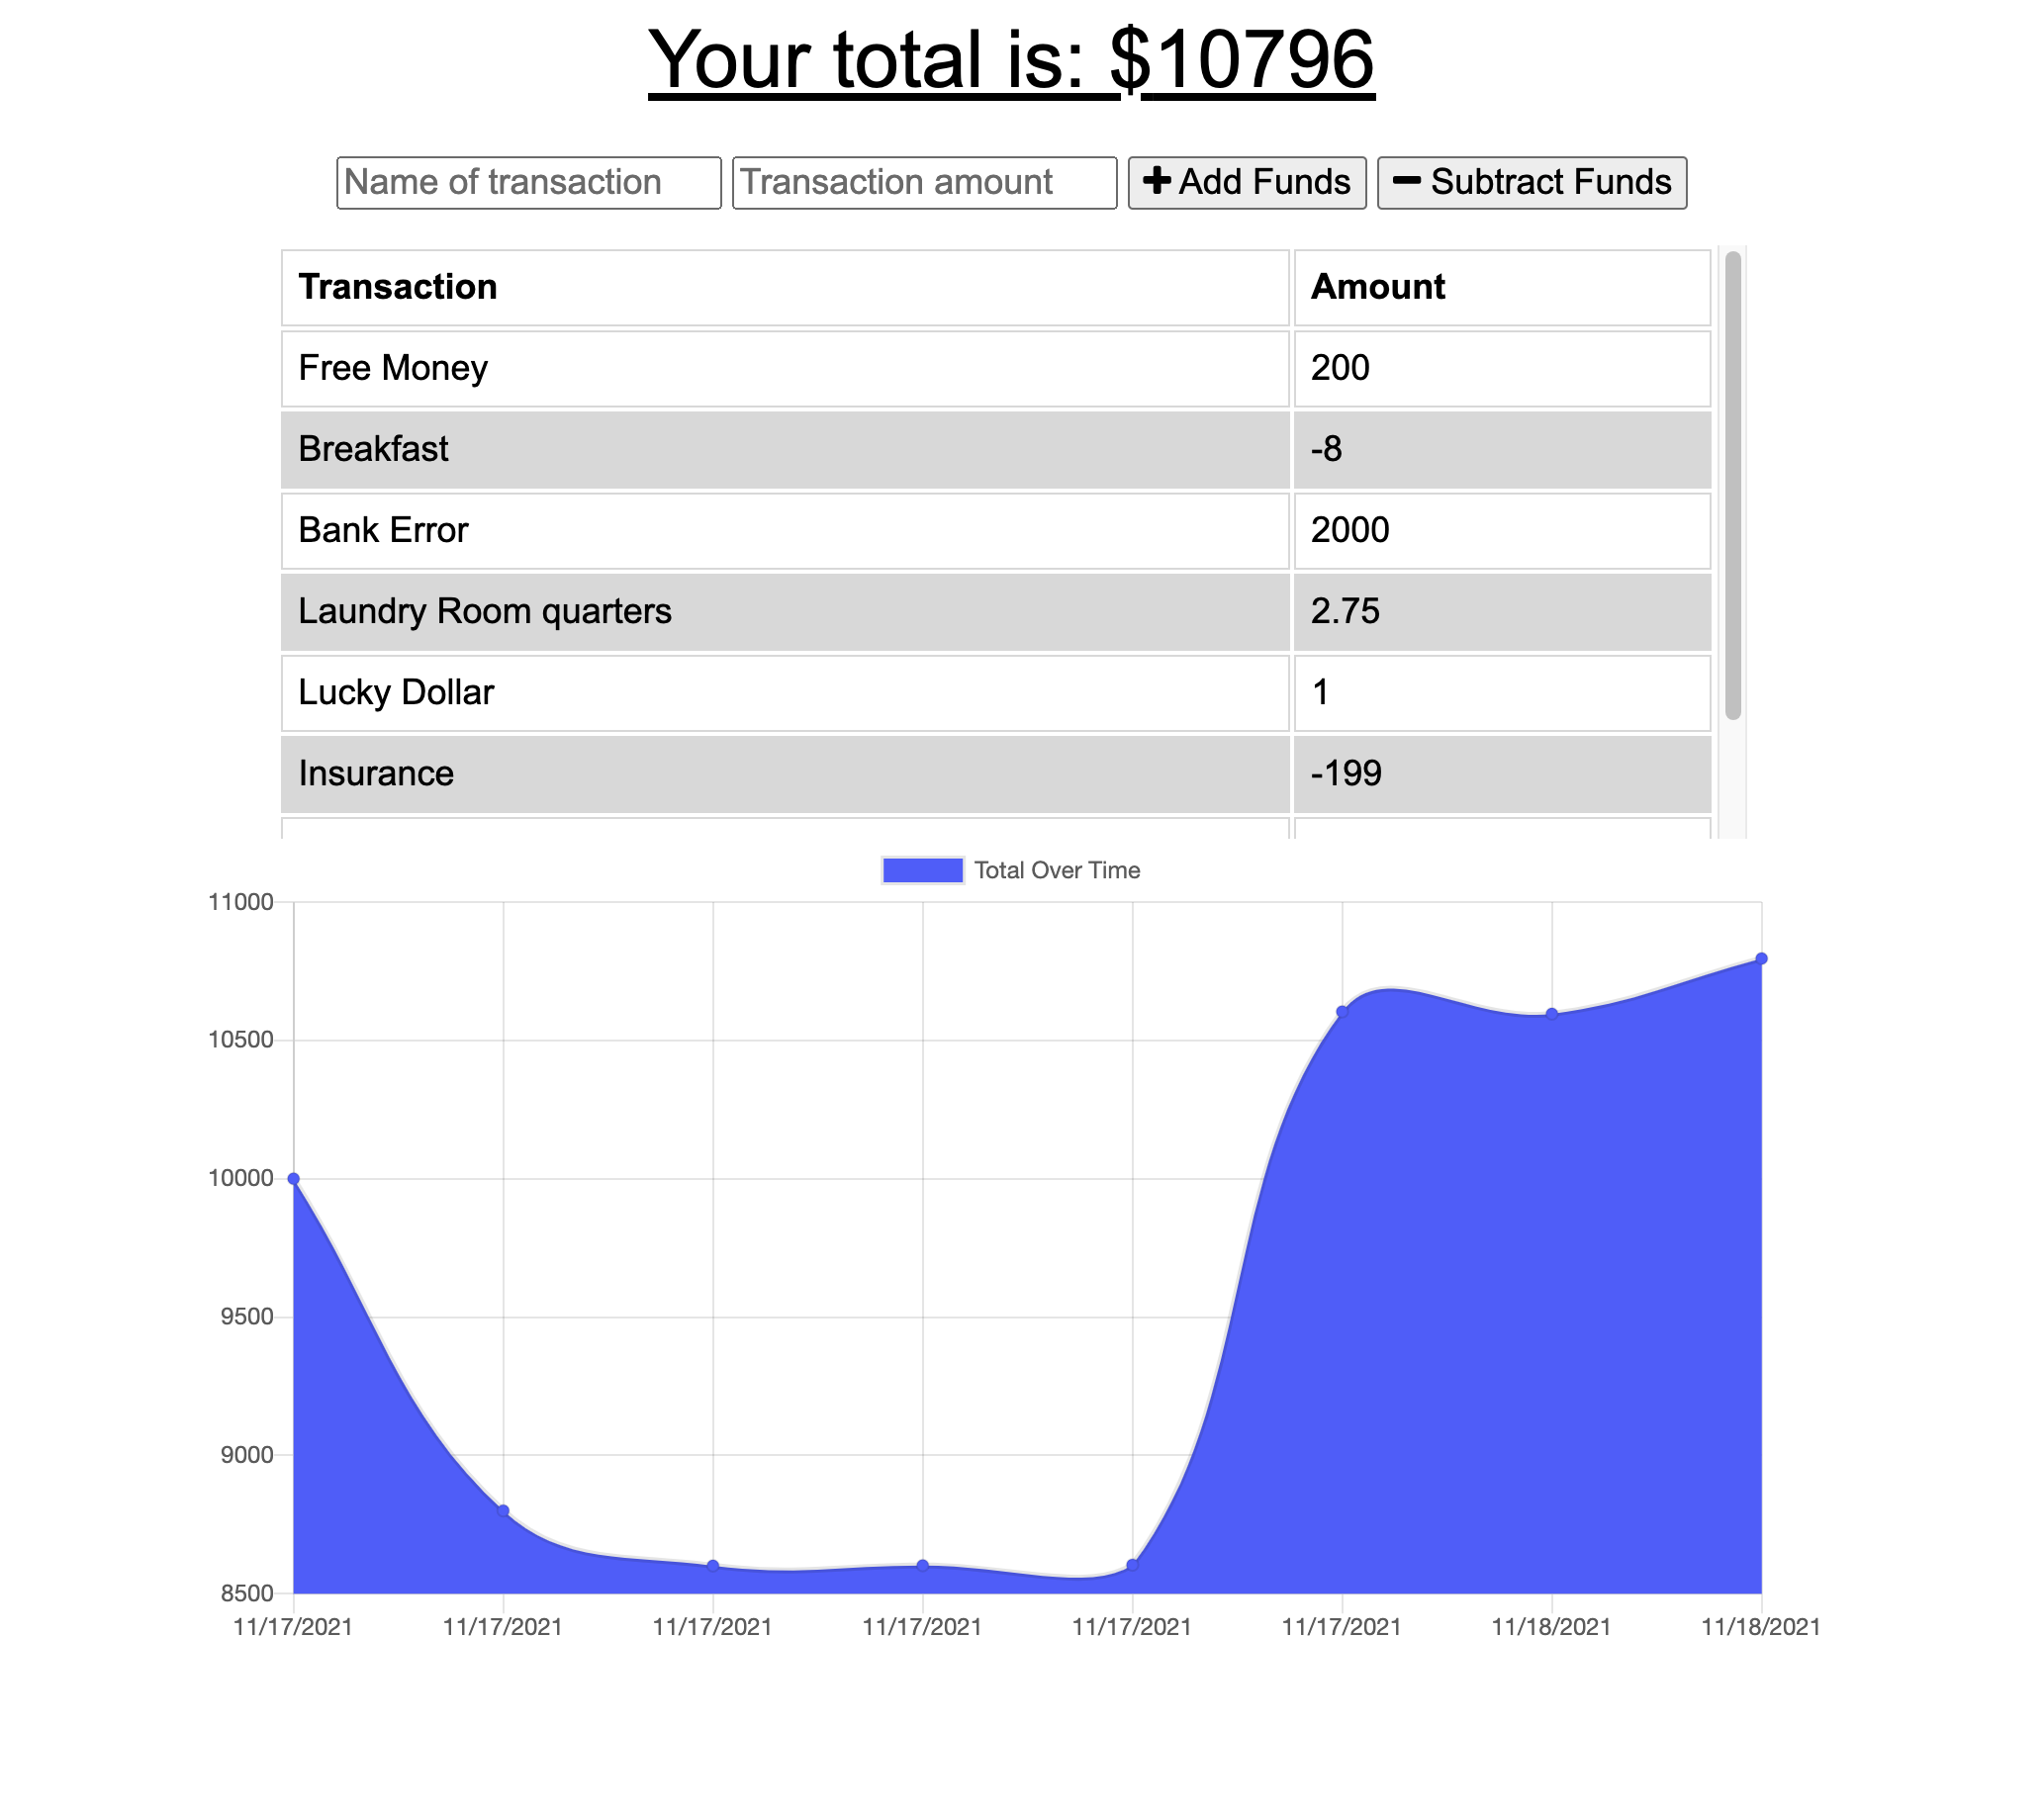 Your total is: $10796
Name of transaction Transaction amount Add Funds Subtract Funds
Transaction Amount
Free Money 200
Breakfast -8
Bank Error 2000
Laundry Room quarters 2.75
Lucky Dollar 1
Insurance -199
Total Over Time
11000
10500
10000
9500
9000
8500
11/17/2021 11/17/2021 11/17/2021 11/17/2021 11/17/2021 11/17/2021 11/18/2021 11/18/2021